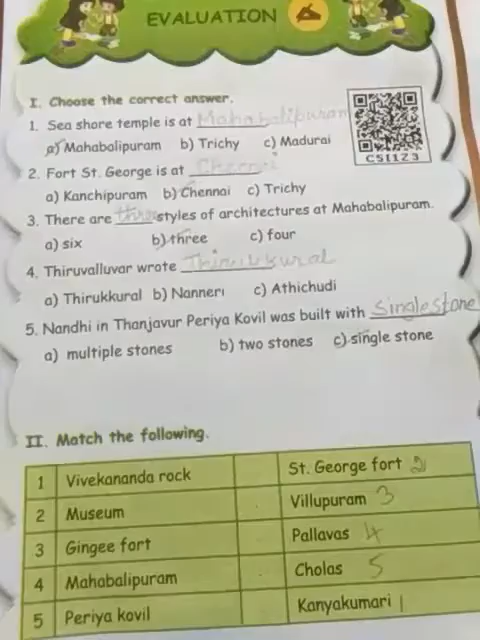 EVALUATION
I. Choose the correct answer.
1. Sea shore temple is at Mahabalipuram
a) Mahabalipuram b) Trichy c) Madurai
CS1123
2. Fort St. George is at Chennai
a) Kanchipuram b) Chennai c) Trichy
3. There are three styles of architectures at Mahabalipuram.
a) six b) three c) four
4. Thiruvalluvar wrote Thirukkural
a) Thirukkural b) Nanneri c) Athichudi
5. Nandhi in Thanjavur Periya Kovil was built with Single stone
a) multiple stones b) two stones c) single stone
II. Match the following.
1 Vivekananda rock St. George fort 2
2 Museum Villupuram 3
3 Gingee fort Pallavas 4
4 Mahabalipuram Cholas 5
5 Periya kovil Kanyakumari 1